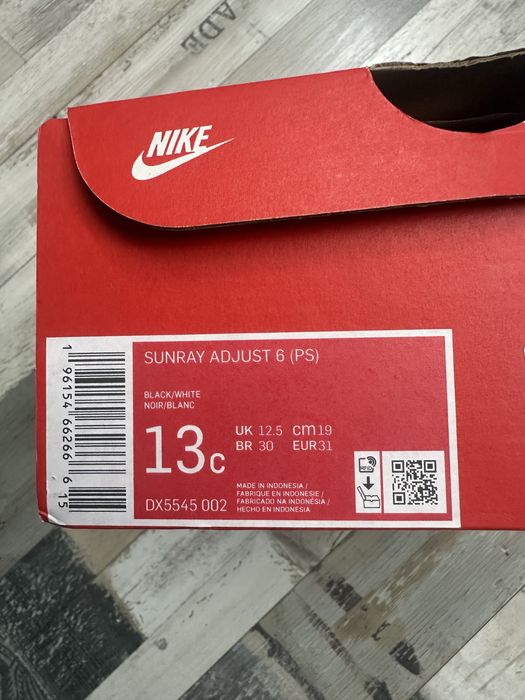 ADE
NIKE
SUNRAY ADJUST 6 (PS)
BLACK/WHITE
NOIR/BLANC
13C
UK 12.5 cm 19
BR 30 EUR 31
DX5545 002
MADE IN INDONESIA /
FABRIQUE EN INDONESIE /
FABRICADO NA INDONÉSIA /
HECHO EN INDONESIA
RFID
1 96154 66266 6 15